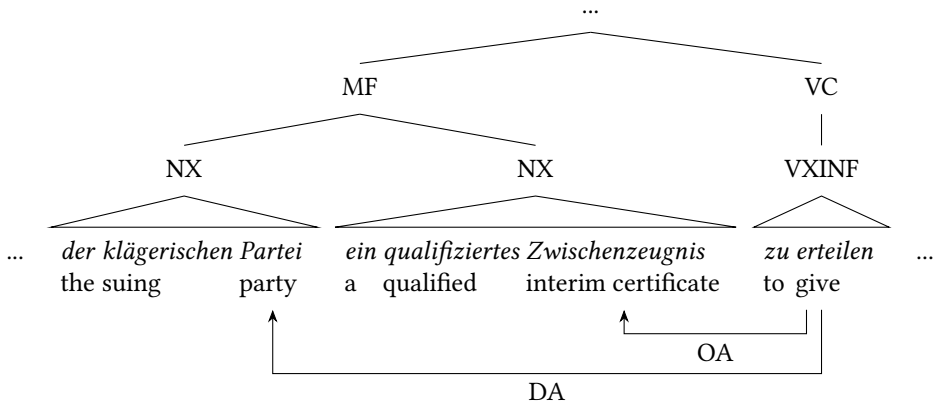 ...
MF VC
NX NX VXINF
... der klägerischen Partei ein qualifiziertes Zwischenzeugnis zu erteilen ...
the suing party a qualified interim certificate to give
OA
DA